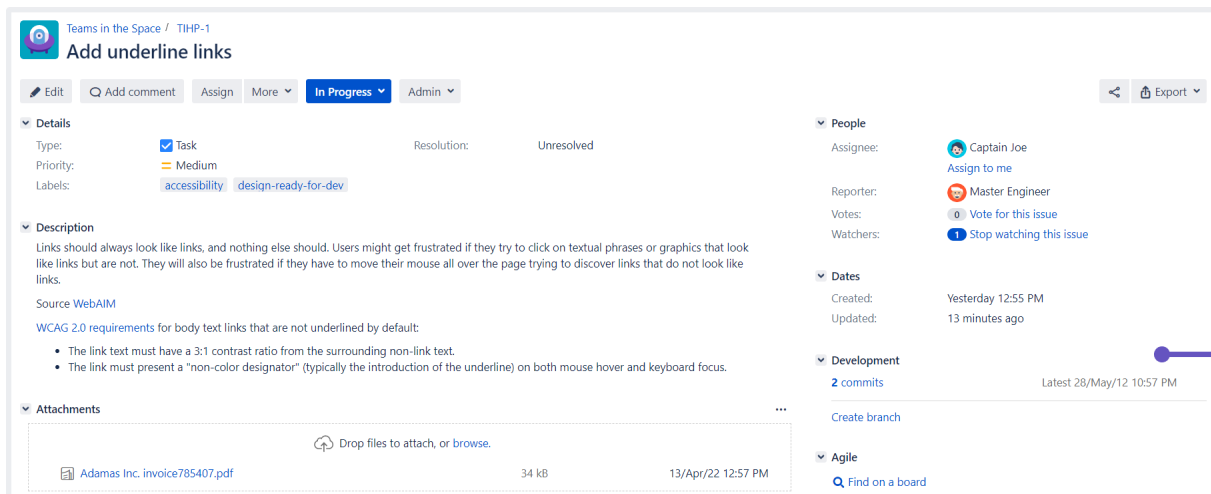 Teams in the Space / TIHP-1
Add underline links
Edit Add comment Assign More In Progress Admin Export
Details
Type: Task Resolution: Unresolved
Priority: Medium
Labels: accessibility design-ready-for-dev
Description
Links should always look like links, and nothing else should. Users might get frustrated if they try to click on textual phrases or graphics that look
like links but are not. They will also be frustrated if they have to move their mouse all over the page trying to discover links that do not look like
links.
Source WebAIM
WCAG 2.0 requirements for body text links that are not underlined by default:
• The link text must have a 3:1 contrast ratio from the surrounding non-link text.
• The link must present a "non-color designator" (typically the introduction of the underline) on both mouse hover and keyboard focus.
Attachments
Drop files to attach, or browse.
Adamas Inc. invoice785407.pdf 34 kB 13/Apr/22 12:57 PM
People
Assignee: Captain Joe
Assign to me
Reporter: Master Engineer
Votes: 0 Vote for this issue
Watchers: 1 Stop watching this issue
Dates
Created: Yesterday 12:55 PM
Updated: 13 minutes ago
Development
2 commits Latest 28/May/12 10:57 PM
Create branch
Agile
Find on a board